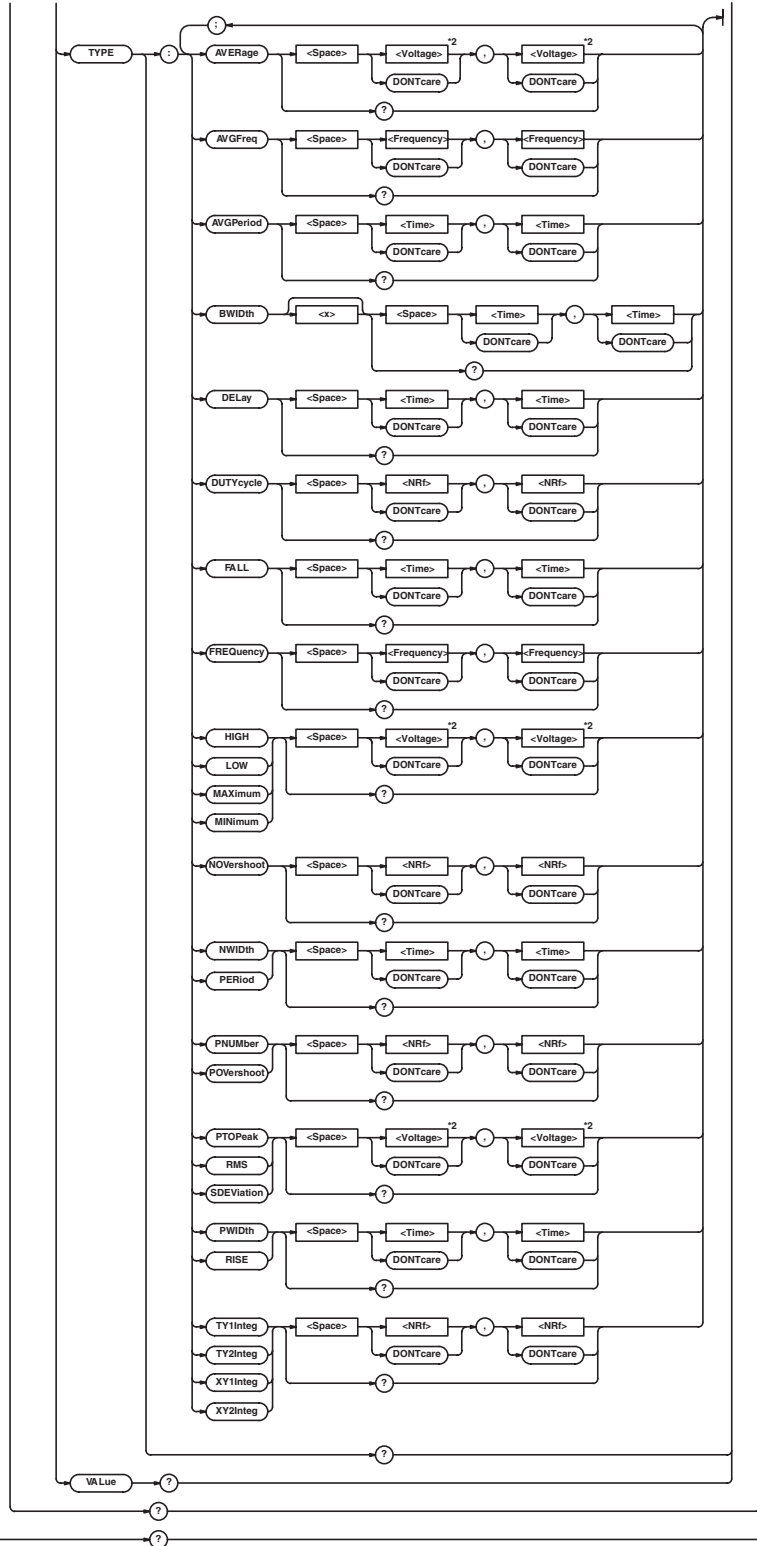 ;
TYPE : AVERage <Space> <Voltage> *2 , <Voltage> *2
DONTcare DONTcare
?
AVGFreq <Space> <Frequency> , <Frequency>
DONTcare DONTcare
?
AVGPeriod <Space> <Time> , <Time>
DONTcare DONTcare
?
BWIDth <x> <Space> <Time> , <Time>
DONTcare DONTcare
?
DELay <Space> <Time> , <Time>
DONTcare DONTcare
?
DUTYcycle <Space> <NRf> , <NRf>
DONTcare DONTcare
?
FALL <Space> <Time> , <Time>
DONTcare DONTcare
?
FREQuency <Space> <Frequency> , <Frequency>
DONTcare DONTcare
?
HIGH <Space> <Voltage> *2 , <Voltage> *2
LOW DONTcare DONTcare
MAXimum ?
MINimum
NOVershoot <Space> <NRf> , <NRf>
DONTcare DONTcare
?
NWIDth <Space> <Time> , <Time>
PERiod DONTcare DONTcare
?
PNUMber <Space> <NRf> , <NRf>
POVershoot DONTcare DONTcare
?
PTOPeak <Space> <Voltage> *2 , <Voltage> *2
RMS DONTcare DONTcare
SDEViation ?
PWIDth <Space> <Time> , <Time>
RISE DONTcare DONTcare
?
TY1Integ <Space> <NRf> , <NRf>
TY2Integ DONTcare DONTcare
XY1Integ ?
XY2Integ
?
VALue ?
?
?